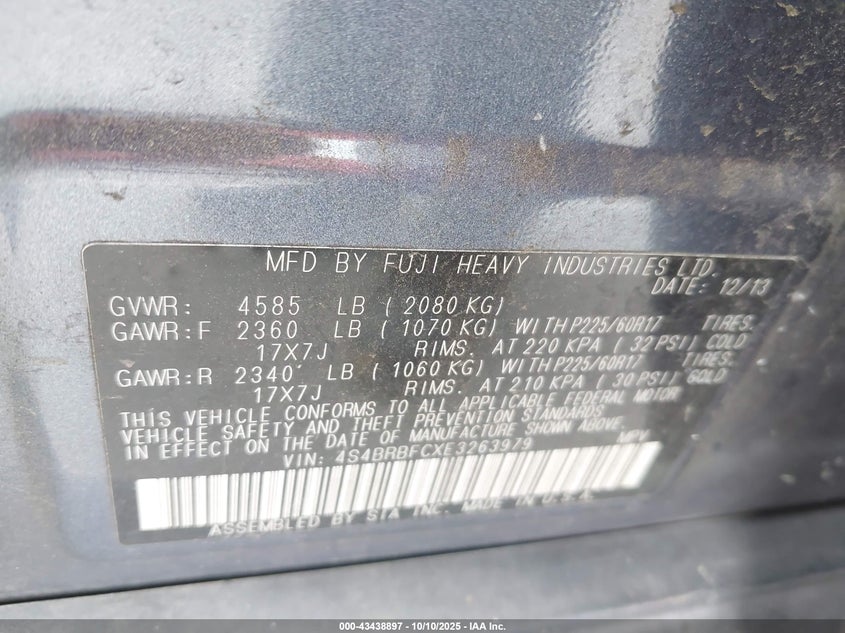 MFD BY FUJI HEAVY INDUSTRIES LTD.
DATE: 12/13
GVWR: 4585 LB ( 2080 KG)
GAWR:F 2360 LB ( 1070 KG) WITHP225/60R17 TIRES.
17X7J RIMS. AT 220 KPA ( 32 PSI) COLD
GAWR:R 2340 LB ( 1060 KG) WITHP225/60R17 TIRES.
17X7J RIMS. AT 210 KPA ( 30 PSI) COLD
THIS VEHICLE CONFORMS TO ALL APPLICABLE FEDERAL MOTOR
VEHICLE SAFETY AND THEFT PREVENTION STANDARDS
IN EFFECT ON THE DATE OF MANUFACTURE SHOWN ABOVE.
VIN: 4S4BRBFCXE3263979 MPV
ASSEMBLED BY SIA INC. MADE IN U.S.A.
000-43438897 - 10/10/2025 - IAA Inc.